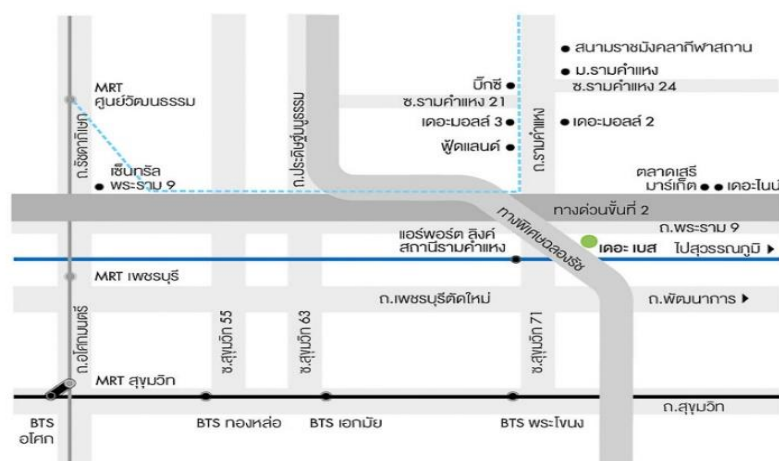 สนามราชมังคลากีฬาสถาน
ม.รามคำแหง
ซ.รามคำแหง 24
บิ๊กซี
ซ.รามคำแหง 21
เดอะมอลล์ 3
เดอะมอลล์ 2
ฟู้ดแลนด์
ถ.รามคำแหง
MRT
ศูนย์วัฒนธรรม
ถ.รัชดาภิเษก
ถ.ประดิษฐ์มนูธรรม
เซ็นทรัล
พระราม 9
ตลาดเสรี
มาร์เก็ต
เดอะไนน์
ทางด่วนขั้นที่ 2
ทางพิเศษฉลองรัช
ถ.พระราม 9
แอร์พอร์ต ลิงค์
สถานีรามคำแหง
เดอะ เบส
ไปสุวรรณภูมิ
MRT เพชรบุรี
ถ.เพชรบุรีตัดใหม่
ถ.พัฒนาการ
ถ.อโศกมนตรี
ซ.สุขุมวิท 55
ซ.สุขุมวิท 63
ซ.สุขุมวิท 71
MRT สุขุมวิท
ถ.สุขุมวิท
BTS
อโศก
BTS ทองหล่อ
BTS เอกมัย
BTS พระโขนง